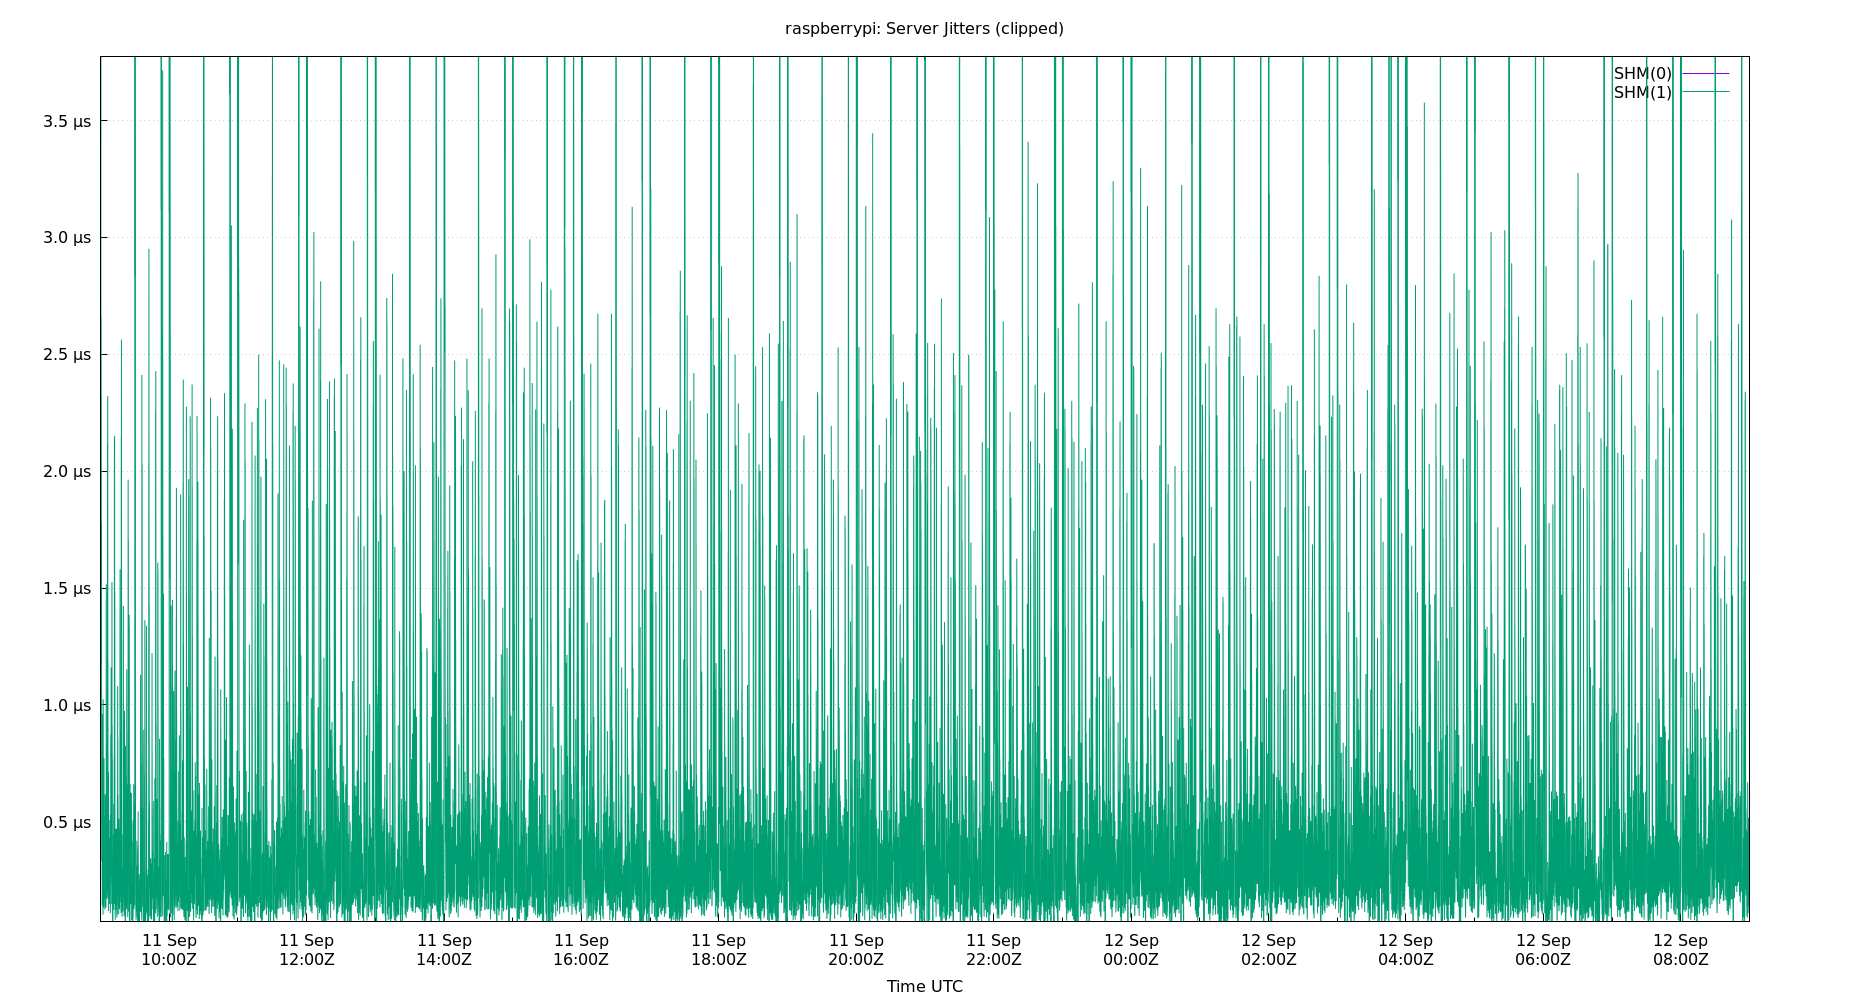 raspberrypi: Server Jitters (clipped)
SHM(0)
SHM(1)
3.5 µs
3.0 µs
2.5 µs
2.0 µs
1.5 µs
1.0 µs
0.5 µs
11 Sep 11 Sep 11 Sep 11 Sep 11 Sep 11 Sep 11 Sep 12 Sep 12 Sep 12 Sep 12 Sep 12 Sep
10:00Z 12:00Z 14:00Z 16:00Z 18:00Z 20:00Z 22:00Z 00:00Z 02:00Z 04:00Z 06:00Z 08:00Z
Time UTC